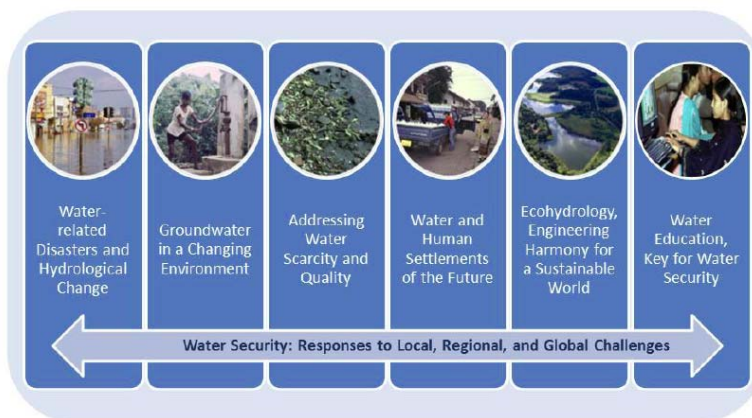 Water-
related
Disasters and
Hydrological
Change
Groundwater
in a Changing
Environment
Addressing
Water
Scarcity and
Quality
Water and
Human
Settlements
of the Future
Ecohydrology,
Engineering
Harmony for
a Sustainable
World
Water
Education,
Key for Water
Security
Water Security: Responses to Local, Regional, and Global Challenges